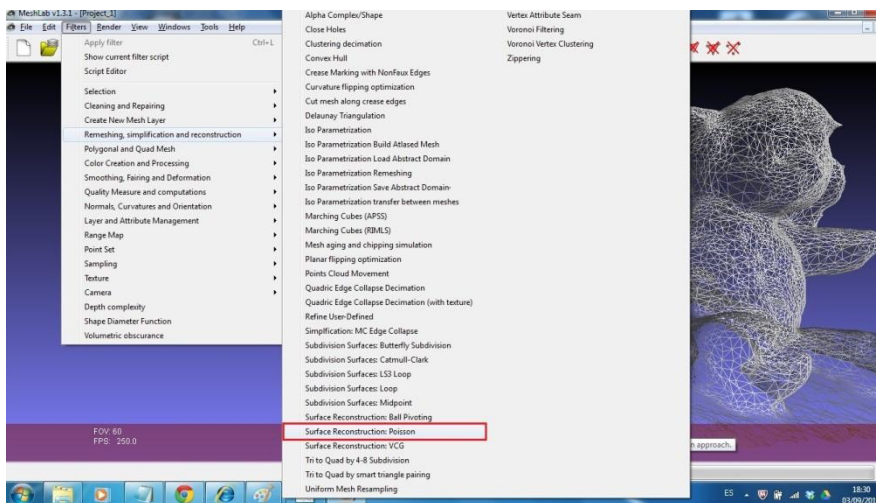 MeshLab v1.3.1 - [Project_1]
File Edit Filters Render View Windows Tools Help
Apply filter Ctrl+L
Show current filter script
Script Editor
Selection
Cleaning and Repairing
Create New Mesh Layer
Remeshing, simplification and reconstruction
Polygonal and Quad Mesh
Color Creation and Processing
Smoothing, Fairing and Deformation
Quality Measure and computations
Normals, Curvatures and Orientation
Layer and Attribute Management
Range Map
Point Set
Sampling
Texture
Camera
Depth complexity
Shape Diameter Function
Volumetric obscurance
Alpha Complex/Shape
Close Holes
Clustering decimation
Convex Hull
Crease Marking with NonFaux Edges
Curvature flipping optimization
Cut mesh along crease edges
Delaunay Triangulation
Iso Parametrization
Iso Parametrization Build Atlased Mesh
Iso Parametrization Load Abstract Domain
Iso Parametrization Remeshing
Iso Parametrization Save Abstract Domain
Iso Parametrization transfer between meshes
Marching Cubes (APSS)
Marching Cubes (RIMLS)
Mesh aging and chipping simulation
Planar flipping optimization
Points Cloud Movement
Quadric Edge Collapse Decimation
Quadric Edge Collapse Decimation (with texture)
Refine User-Defined
Simplfication: MC Edge Collapse
Subdivision Surfaces: Butterfly Subdivision
Subdivision Surfaces: Catmull-Clark
Subdivision Surfaces: LS3 Loop
Subdivision Surfaces: Loop
Subdivision Surfaces: Midpoint
Surface Reconstruction: Ball Pivoting
Surface Reconstruction: Poisson
Surface Reconstruction: VCG
Tri to Quad by 4-8 Subdivision
Tri to Quad by smart triangle pairing
Uniform Mesh Resampling
Vertex Attribute Seam
Voronoi Filtering
Voronoi Vertex Clustering
Zippering
FOV: 60
FPS: 250.0
n approach.
ES
18:30
03/09/201